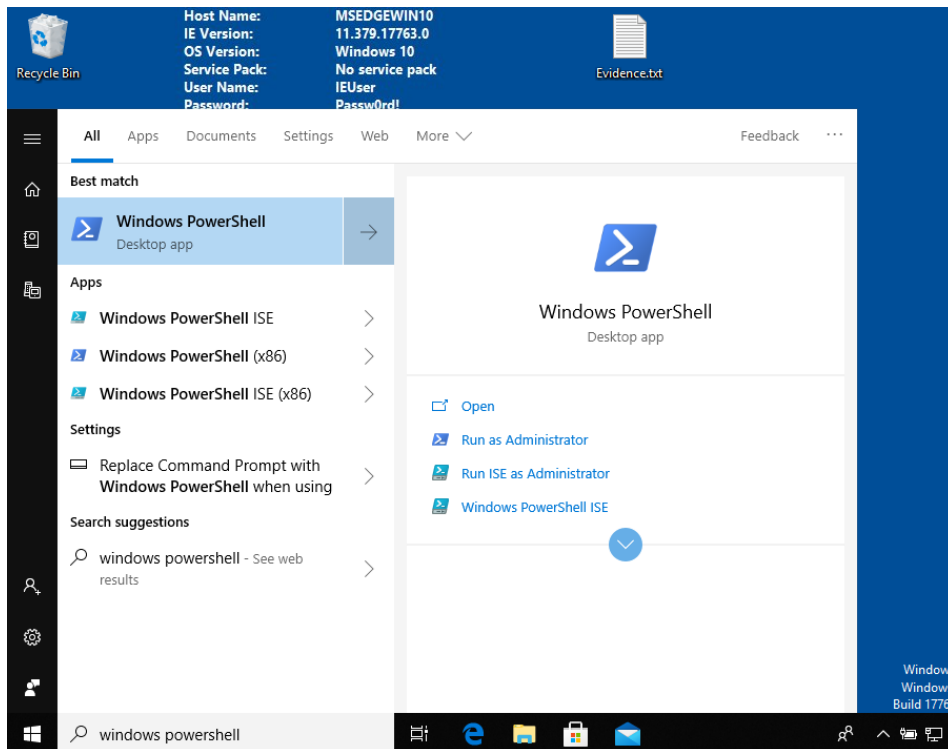 Recycle Bin
Host Name: MSEDGEWIN10
IE Version: 11.379.17763.0
OS Version: Windows 10
Service Pack: No service pack
User Name: IEUser
Password: Passw0rd!
Evidence.txt
All Apps Documents Settings Web More Feedback ...
Best match
Windows PowerShell
Desktop app
Apps
Windows PowerShell ISE
Windows PowerShell (x86)
Windows PowerShell ISE (x86)
Settings
Replace Command Prompt with
Windows PowerShell when using
Search suggestions
windows powershell - See web
results
Windows PowerShell
Desktop app
Open
Run as Administrator
Run ISE as Administrator
Windows PowerShell ISE
Window
Window
Build 1776
windows powershell